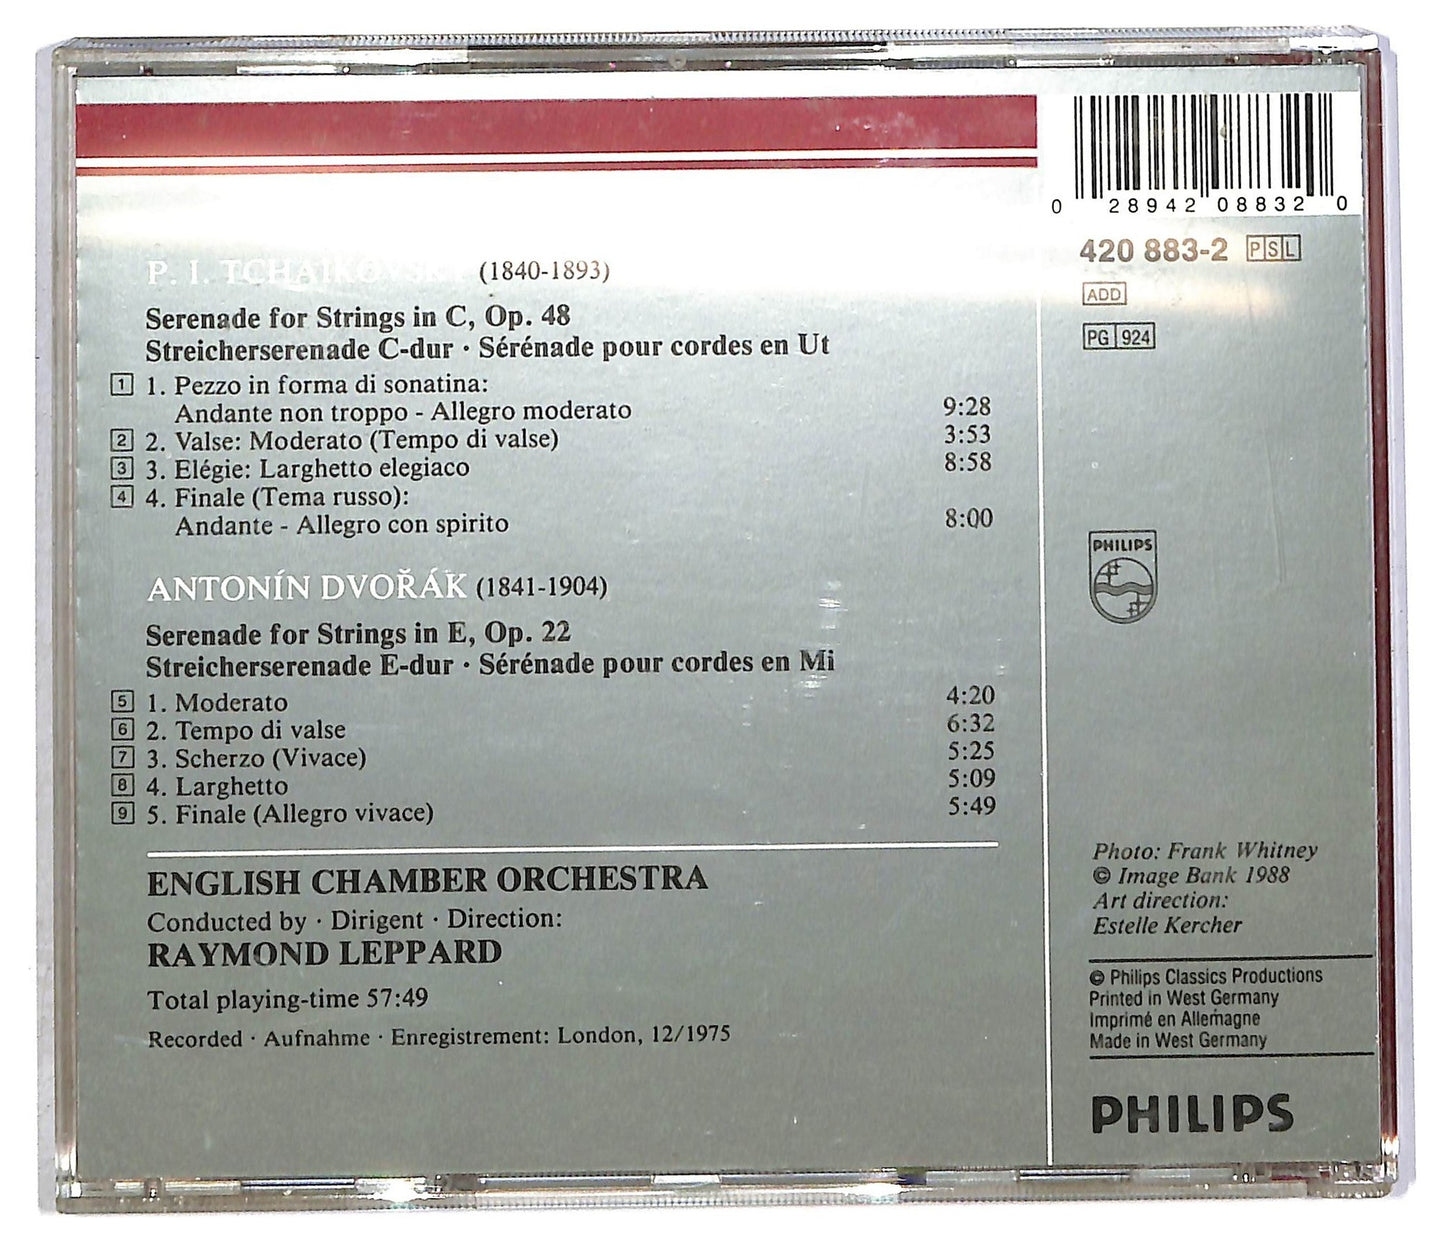 P. I. TCHAIKOVSKY (1840-1893)
Serenade for Strings in C, Op. 48
Streicherserenade C-dur · Sérénade pour cordes en Ut
1 1. Pezzo in forma di sonatina:
Andante non troppo - Allegro moderato 9:28
2 2. Valse: Moderato (Tempo di valse) 3:53
3 3. Elégie: Larghetto elegiaco 8:58
4 4. Finale (Tema russo):
Andante - Allegro con spirito 8:00
ANTONÍN DVOŘÁK (1841-1904)
Serenade for Strings in E, Op. 22
Streicherserenade E-dur · Sérénade pour cordes en Mi
5 1. Moderato 4:20
6 2. Tempo di valse 6:32
7 3. Scherzo (Vivace) 5:25
8 4. Larghetto 5:09
9 5. Finale (Allegro vivace) 5:49
ENGLISH CHAMBER ORCHESTRA
Conducted by · Dirigent · Direction:
RAYMOND LEPPARD
Total playing-time 57:49
Recorded · Aufnahme · Enregistrement: London, 12/1975
0 28942 08832 0
420 883-2 PSL
ADD
PG 924
PHILIPS
Photo: Frank Whitney
© Image Bank 1988
Art direction:
Estelle Kercher
© Philips Classics Productions
Printed in West Germany
Imprimé en Allemagne
Made in West Germany
PHILIPS